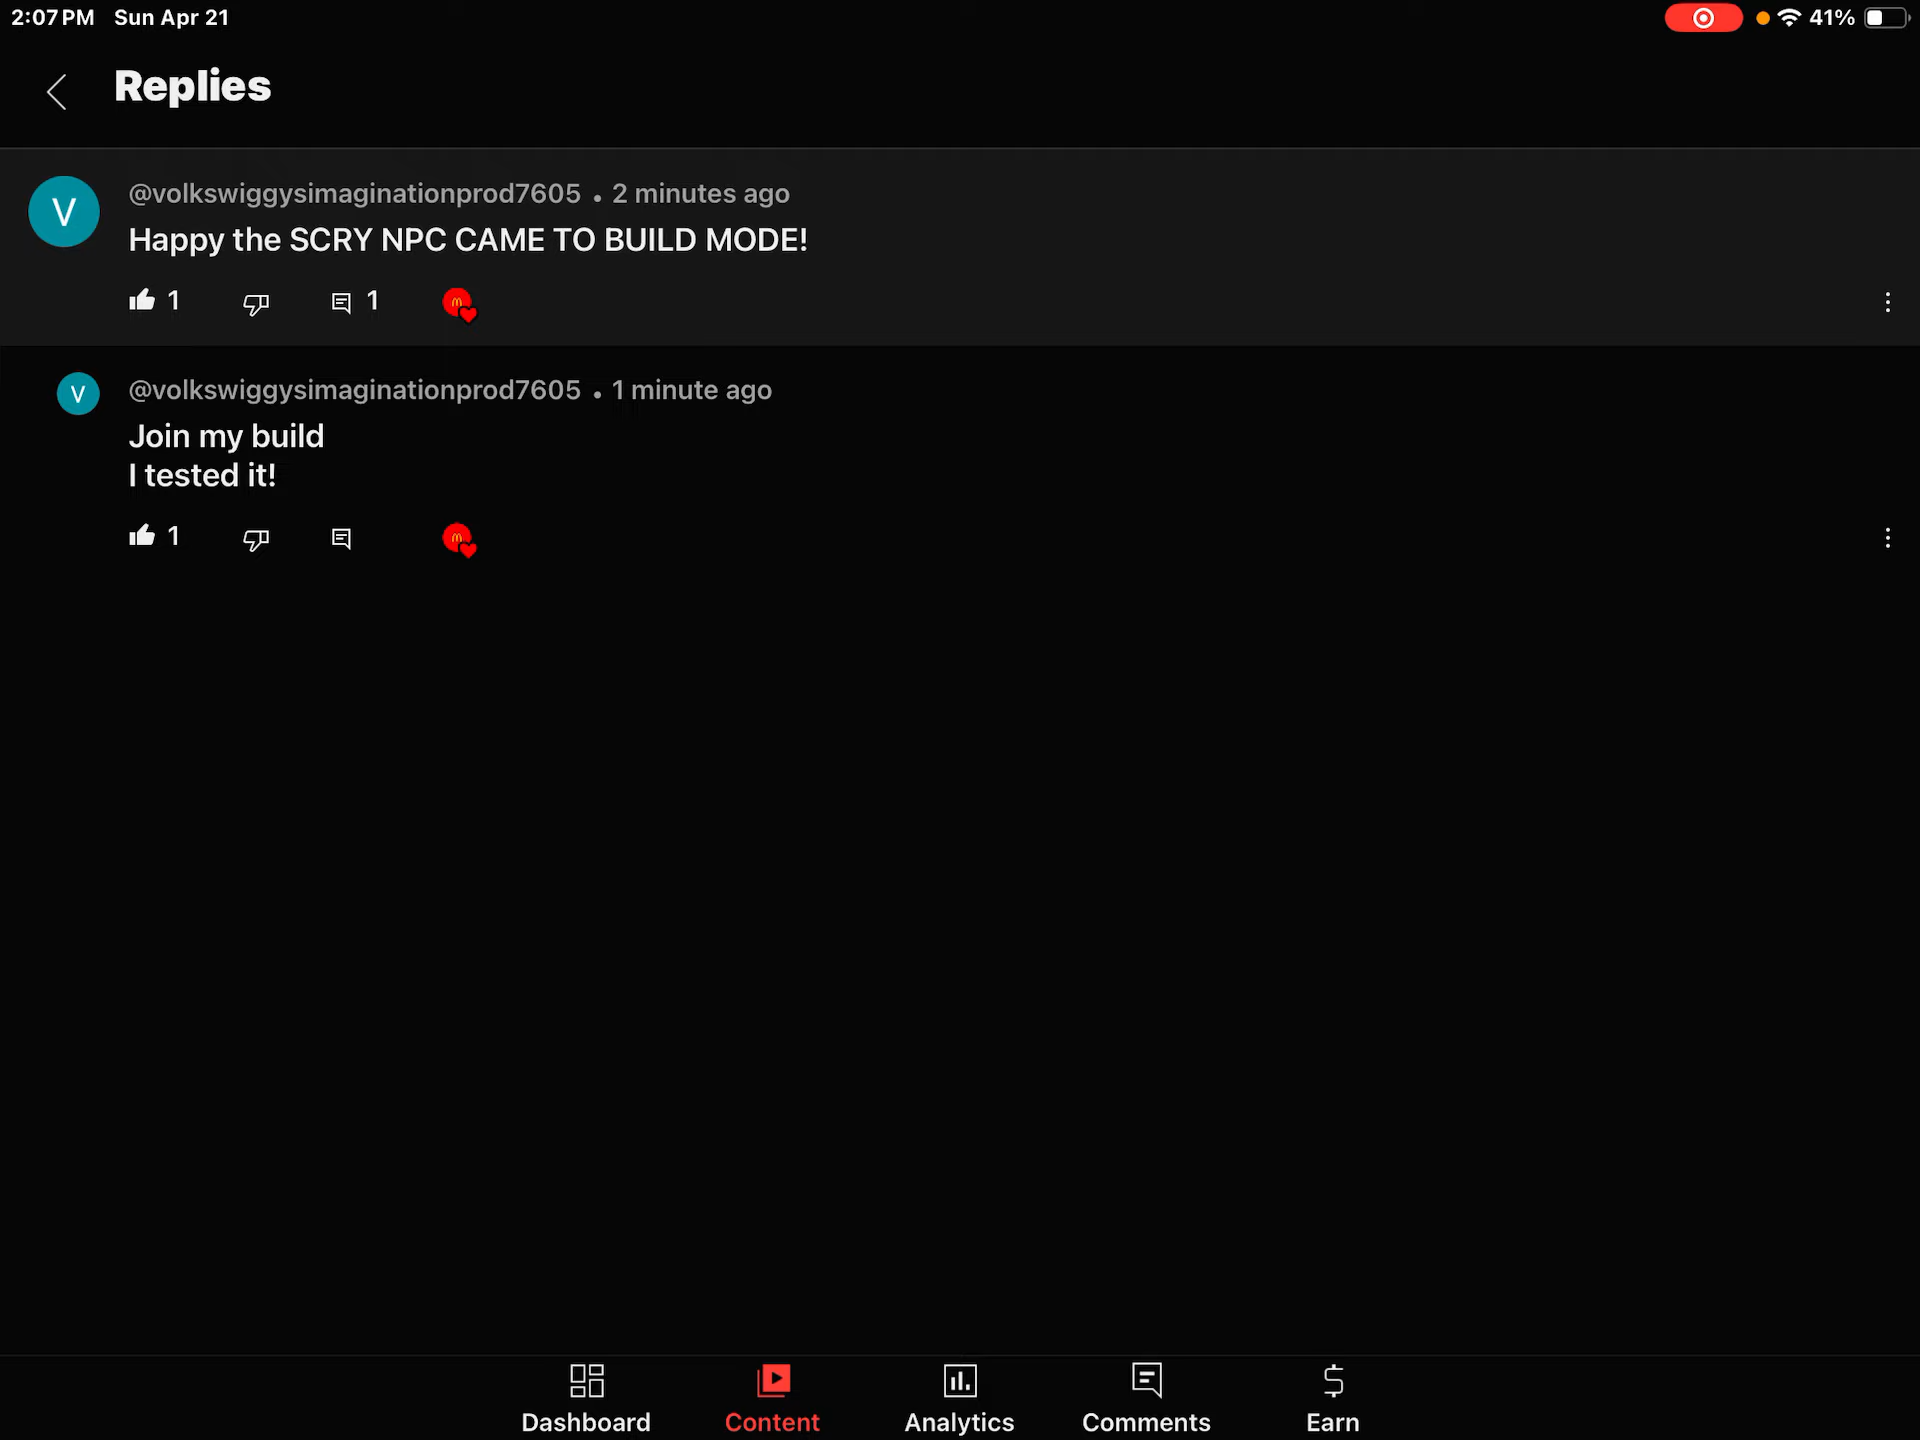 2:07 PM Sun Apr 21
41%
Replies
V
@volkswiggysimaginationprod7605 • 2 minutes ago
Happy the SCRY NPC CAME TO BUILD MODE!
1 1
V
@volkswiggysimaginationprod7605 • 1 minute ago
Join my build
I tested it!
1
Dashboard Content Analytics Comments Earn